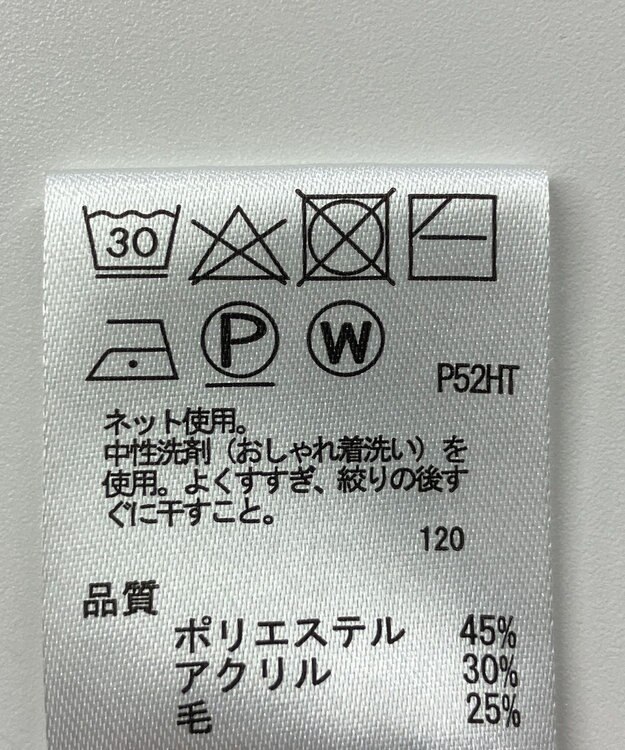 30
P W
P52HT
ネット使用。
中性洗剤（おしゃれ着洗い）を
使用。よくすすぎ、絞りの後す
ぐに干すこと。
120
品質
ポリエステル 45%
アクリル 30%
毛 25%